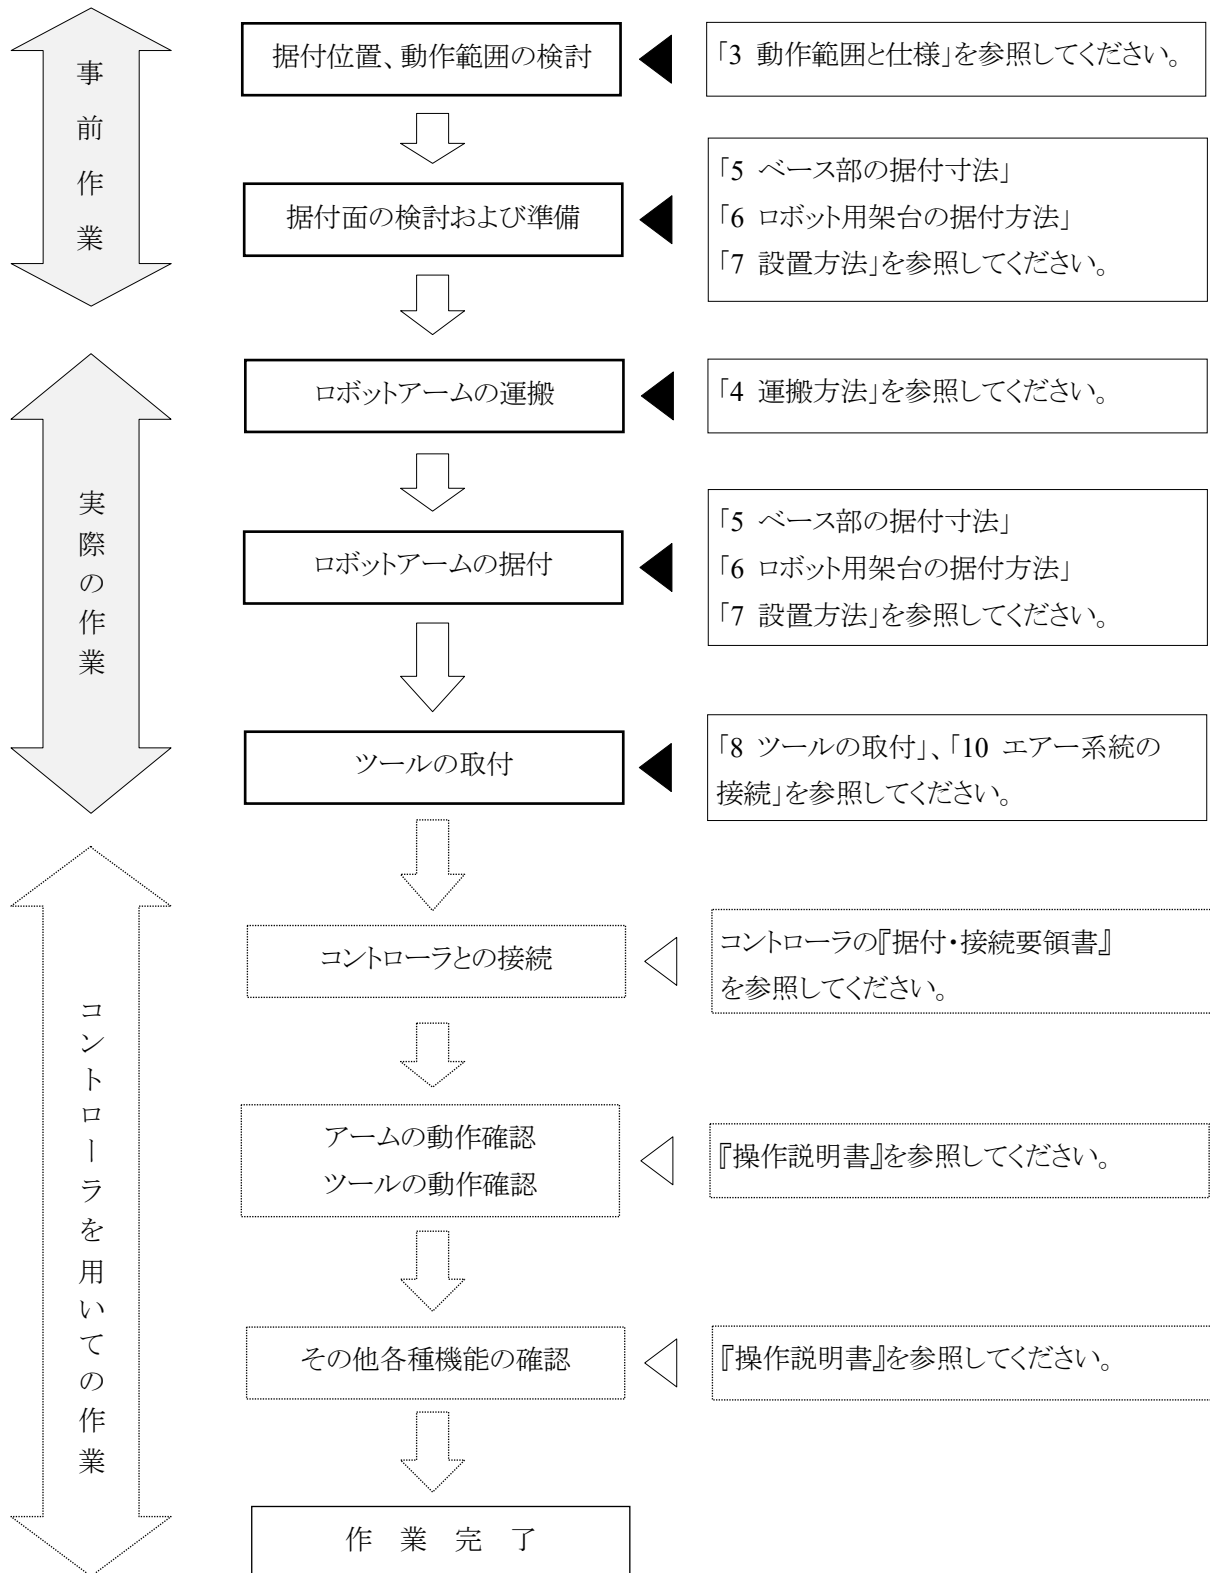 事前作業
据付位置、動作範囲の検討
「3 動作範囲と仕様」を参照してください。
据付面の検討および準備
「5 ベース部の据付寸法」
「6 ロボット用架台の据付方法」
「7 設置方法」を参照してください。
実際の作業
ロボットアームの運搬
「4 運搬方法」を参照してください。
ロボットアームの据付
「5 ベース部の据付寸法」
「6 ロボット用架台の据付方法」
「7 設置方法」を参照してください。
ツールの取付
「8 ツールの取付」、「10 エアー系統の
接続」を参照してください。
コントローラを用いての作業
コントローラとの接続
コントローラの『据付・接続要領書』
を参照してください。
アームの動作確認
ツールの動作確認
『操作説明書』を参照してください。
その他各種機能の確認
『操作説明書』を参照してください。
作 業 完 了